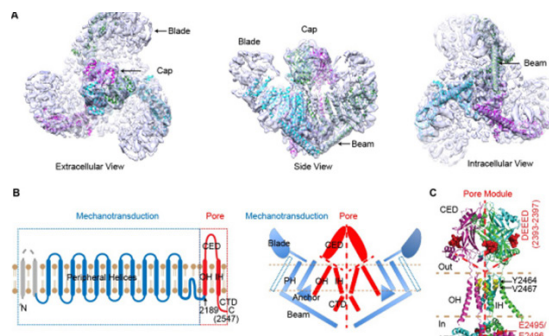 A
Blade
Cap
Extracellular View
Blade
Cap
Beam
Side View
Beam
Intracellular View
B
Mechanotransduction
Pore
CED
Peripheral Helices
OH IH
N
2189
CTD
C
(2547)
Mechanotransduction
Pore
Blade
CED
PH
OH IH
Anchor
CTD
Beam
C
Pore Module
CED
DEEED
(2393-2397)
Out
Y2464
V2467
OH
IH
In
E2495/
E2496